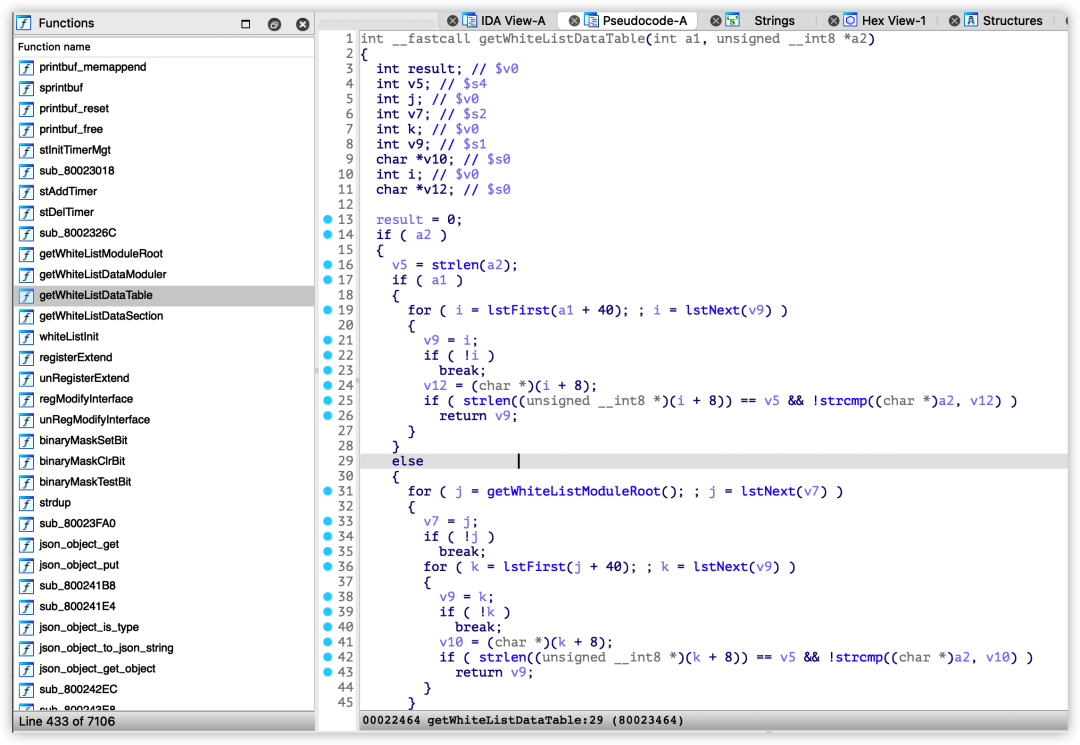 Functions
Function name
printbuf_memappend
sprintbuf
printbuf_reset
printbuf_free
stInitTimerMgt
sub_80023018
stAddTimer
stDelTimer
sub_8002326C
getWhiteListModuleRoot
getWhiteListDataModuler
getWhiteListDataTable
getWhiteListDataSection
whiteListInit
registerExtend
unRegisterExtend
regModifyInterface
unRegModifyInterface
binaryMaskSetBit
binaryMaskClrBit
binaryMaskTestBit
strdup
sub_80023FA0
json_object_get
json_object_put
sub_800241B8
sub_800241E4
json_object_is_type
json_object_to_json_string
json_object_get_object
sub_800242EC
Line 433 of 7106
IDA View-A Pseudocode-A Strings Hex View-1 Structures
1 int __fastcall getWhiteListDataTable(int a1, unsigned __int8 *a2)
2 {
3 int result; // $v0
4 int v5; // $s4
5 int j; // $v0
6 int v7; // $s2
7 int k; // $v0
8 int v9; // $s1
9 char *v10; // $s0
10 int i; // $v0
11 char *v12; // $s0
12
13 result = 0;
14 if ( a2 )
15 {
16 v5 = strlen(a2);
17 if ( a1 )
18 {
19 for ( i = lstFirst(a1 + 40); ; i = lstNext(v9) )
20 {
21 v9 = i;
22 if ( !i )
23 break;
24 v12 = (char *)(i + 8);
25 if ( strlen((unsigned __int8 *)(i + 8)) == v5 && !strcmp((char *)a2, v12) )
26 return v9;
27 }
28 }
29 else
30 {
31 for ( j = getWhiteListModuleRoot(); ; j = lstNext(v7) )
32 {
33 v7 = j;
34 if ( !j )
35 break;
36 for ( k = lstFirst(j + 40); ; k = lstNext(v9) )
37 {
38 v9 = k;
39 if ( !k )
40 break;
41 v10 = (char *)(k + 8);
42 if ( strlen((unsigned __int8 *)(k + 8)) == v5 && !strcmp((char *)a2, v10) )
43 return v9;
44 }
45 }
00022464 getWhiteListDataTable:29 (80023464)